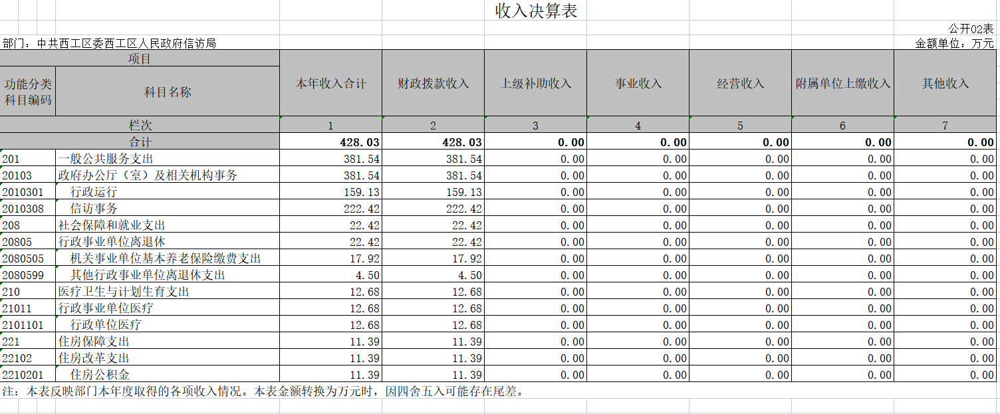 收入决算表
公开02表
部门：中共西工区委西工区人民政府信访局 金额单位：万元
项目 本年收入合计 财政拨款收入 上级补助收入 事业收入 经营收入 附属单位上缴收入 其他收入
功能分类科目编码 科目名称
栏次 1 2 3 4 5 6 7
合计 428.03 428.03 0.00 0.00 0.00 0.00 0.00
201 一般公共服务支出 381.54 381.54 0.00 0.00 0.00 0.00 0.00
20103 政府办公厅（室）及相关机构事务 381.54 381.54 0.00 0.00 0.00 0.00 0.00
2010301 行政运行 159.13 159.13 0.00 0.00 0.00 0.00 0.00
2010308 信访事务 222.42 222.42 0.00 0.00 0.00 0.00 0.00
208 社会保障和就业支出 22.42 22.42 0.00 0.00 0.00 0.00 0.00
20805 行政事业单位离退休 22.42 22.42 0.00 0.00 0.00 0.00 0.00
2080505 机关事业单位基本养老保险缴费支出 17.92 17.92 0.00 0.00 0.00 0.00 0.00
2080599 其他行政事业单位离退休支出 4.50 4.50 0.00 0.00 0.00 0.00 0.00
210 医疗卫生与计划生育支出 12.68 12.68 0.00 0.00 0.00 0.00 0.00
21011 行政事业单位医疗 12.68 12.68 0.00 0.00 0.00 0.00 0.00
2101101 行政单位医疗 12.68 12.68 0.00 0.00 0.00 0.00 0.00
221 住房保障支出 11.39 11.39 0.00 0.00 0.00 0.00 0.00
22102 住房改革支出 11.39 11.39 0.00 0.00 0.00 0.00 0.00
2210201 住房公积金 11.39 11.39 0.00 0.00 0.00 0.00 0.00
注：本表反映部门本年度取得的各项收入情况。本表金额转换为万元时，因四舍五入可能存在尾差。